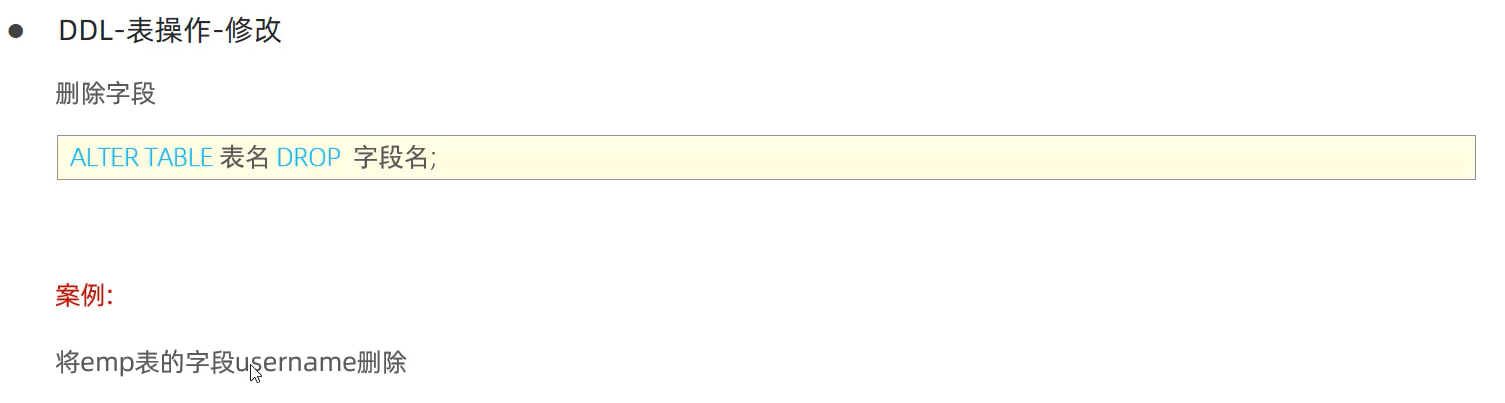 ● DDL-表操作-修改
删除字段
ALTER TABLE 表名 DROP 字段名;
案例:
将emp表的字段username删除